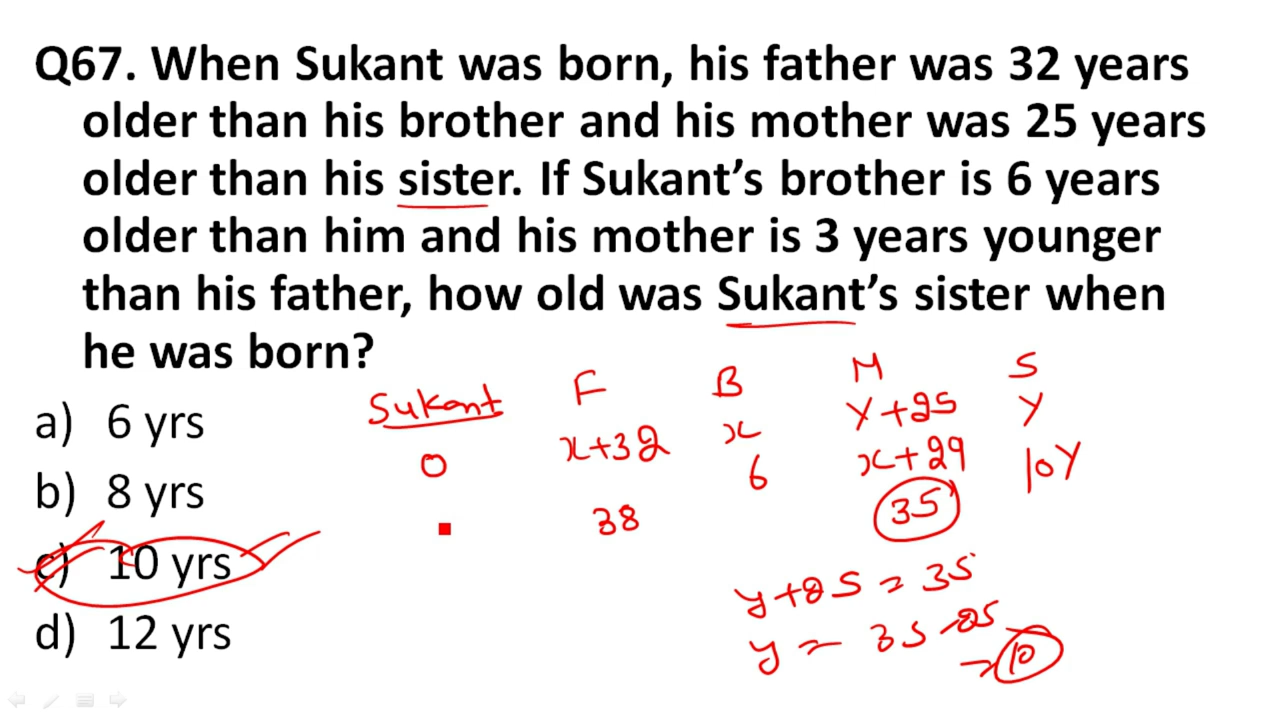 Q67. When Sukant was born, his father was 32 years
older than his brother and his mother was 25 years
older than his sister. If Sukant’s brother is 6 years
older than him and his mother is 3 years younger
than his father, how old was Sukant’s sister when
he was born?
a) 6 yrs
b) 8 yrs
c) 10 yrs
d) 12 yrs
Sukant F B M S
x+32 x Y+25 Y
0 6 x+29 10Y
38 35
y+25 = 35
y = 35-25
=10